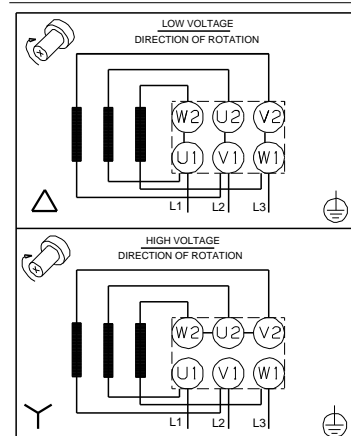 LOW VOLTAGE
DIRECTION OF ROTATION
W2 U2 V2
U1 V1 W1
L1 L2 L3
HIGH VOLTAGE
DIRECTION OF ROTATION
W2 U2 V2
U1 V1 W1
L1 L2 L3